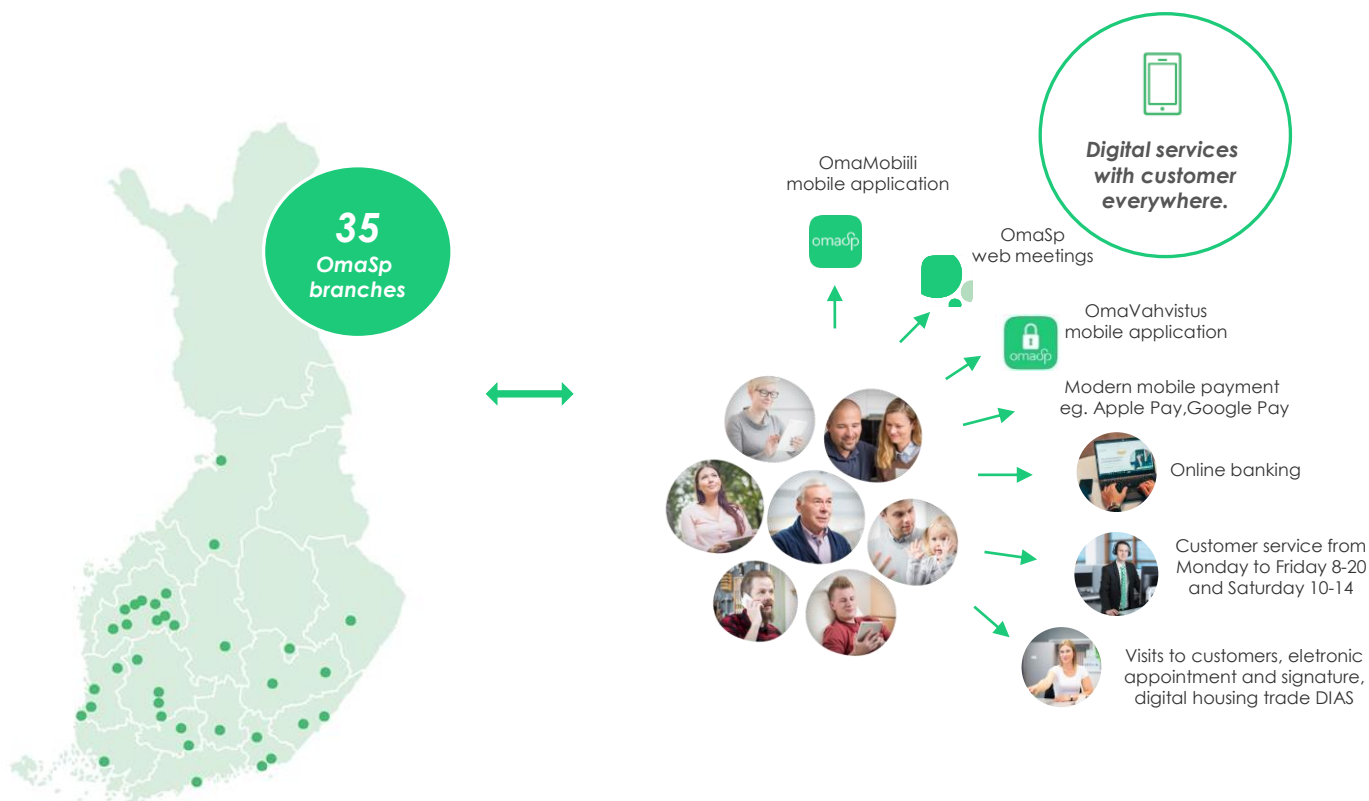 35
OmaSp
branches
Digital services
with customer
everywhere.
OmaMobiili
mobile application
omasp
OmaSp
web meetings
OmaVahvistus
mobile application
omasp
Modern mobile payment
eg. Apple Pay,Google Pay
Online banking
Customer service from
Monday to Friday 8-20
and Saturday 10-14
Visits to customers, eletronic
appointment and signature,
digital housing trade DIAS